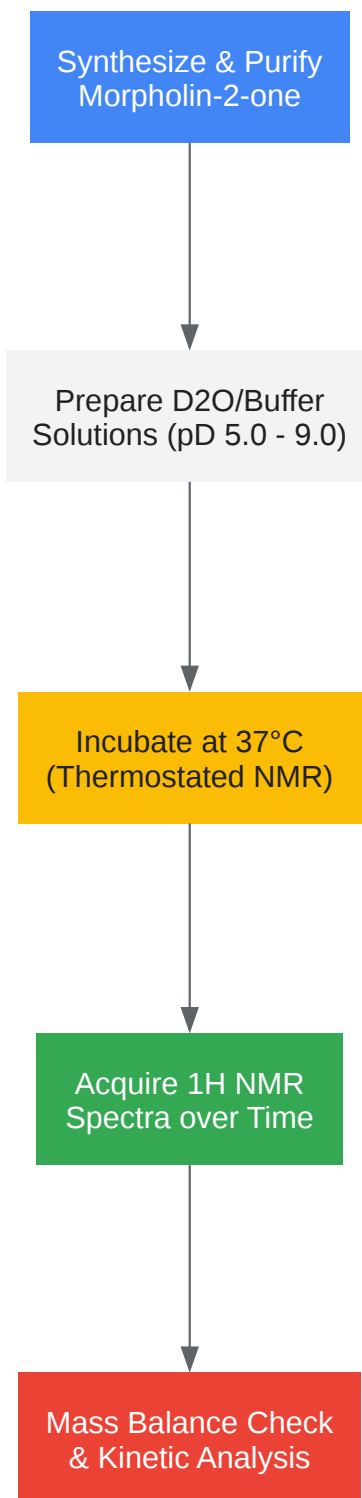 Synthesize & Purify
Morpholin-2-one
Prepare D2O/Buffer
Solutions (pD 5.0 - 9.0)
Incubate at 37°C
(Thermostated NMR)
Acquire 1H NMR
Spectra over Time
Mass Balance Check
& Kinetic Analysis